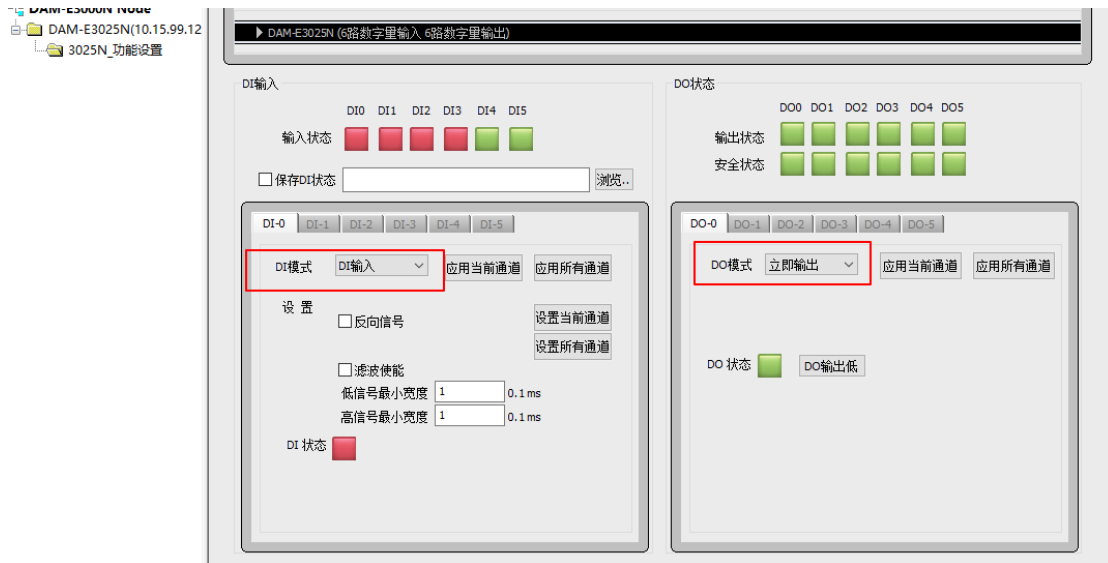 DAM-E3000N Node
DAM-E3025N(10.15.99.12
3025N_功能设置
DAM-E3025N (6路数字里输入 6路数字里输出)
DI输入
DI0 DI1 DI2 DI3 DI4 DI5
输入状态
保存DI状态 浏览..
DI-0 DI-1 DI-2 DI-3 DI-4 DI-5
DI模式 DI输入 应用当前通道 应用所有通道
设 置
反向信号
设置当前通道
设置所有通道
滤波使能
低信号最小宽度 1 0.1ms
高信号最小宽度 1 0.1ms
DI 状态
DO状态
DO0 DO1 DO2 DO3 DO4 DO5
输出状态
安全状态
DO-0 DO-1 DO-2 DO-3 DO-4 DO-5
DO模式 立即输出 应用当前通道 应用所有通道
DO 状态 DO输出低